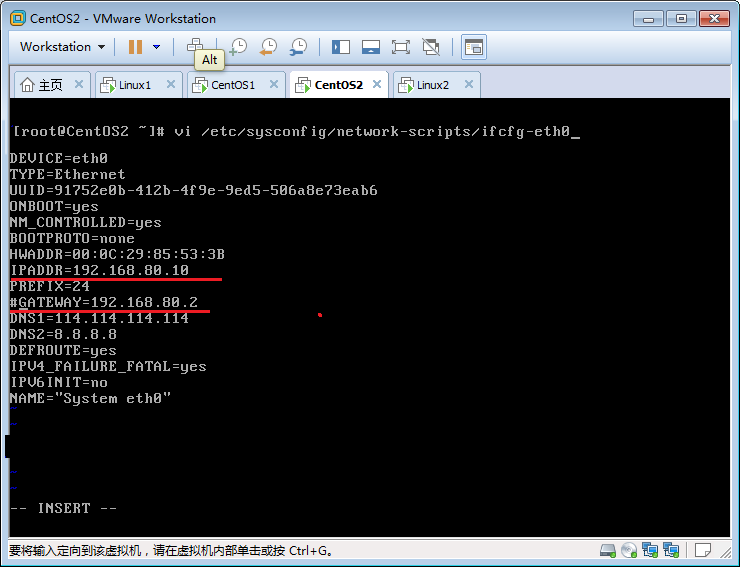 CentOS2 - VMware Workstation
Workstation
Alt
主页 Linux1 CentOS1 CentOS2 Linux2
[root@CentOS2 ~]# vi /etc/sysconfig/network-scripts/ifcfg-eth0_
DEVICE=eth0
TYPE=Ethernet
UUID=91752e0b-412b-4f9e-9ed5-506a8e73eab6
ONBOOT=yes
NM_CONTROLLED=yes
BOOTPROTO=none
HWADDR=00:0C:29:85:53:3B
IPADDR=192.168.80.10
PREFIX=24
#GATEWAY=192.168.80.2
DNS1=114.114.114.114
DNS2=8.8.8.8
DEFROUTE=yes
IPV4_FAILURE_FATAL=yes
IPV6INIT=no
NAME="System eth0"
~
~
~
~
-- INSERT --
要将输入定向到该虚拟机，请在虚拟机内部单击或按 Ctrl+G。